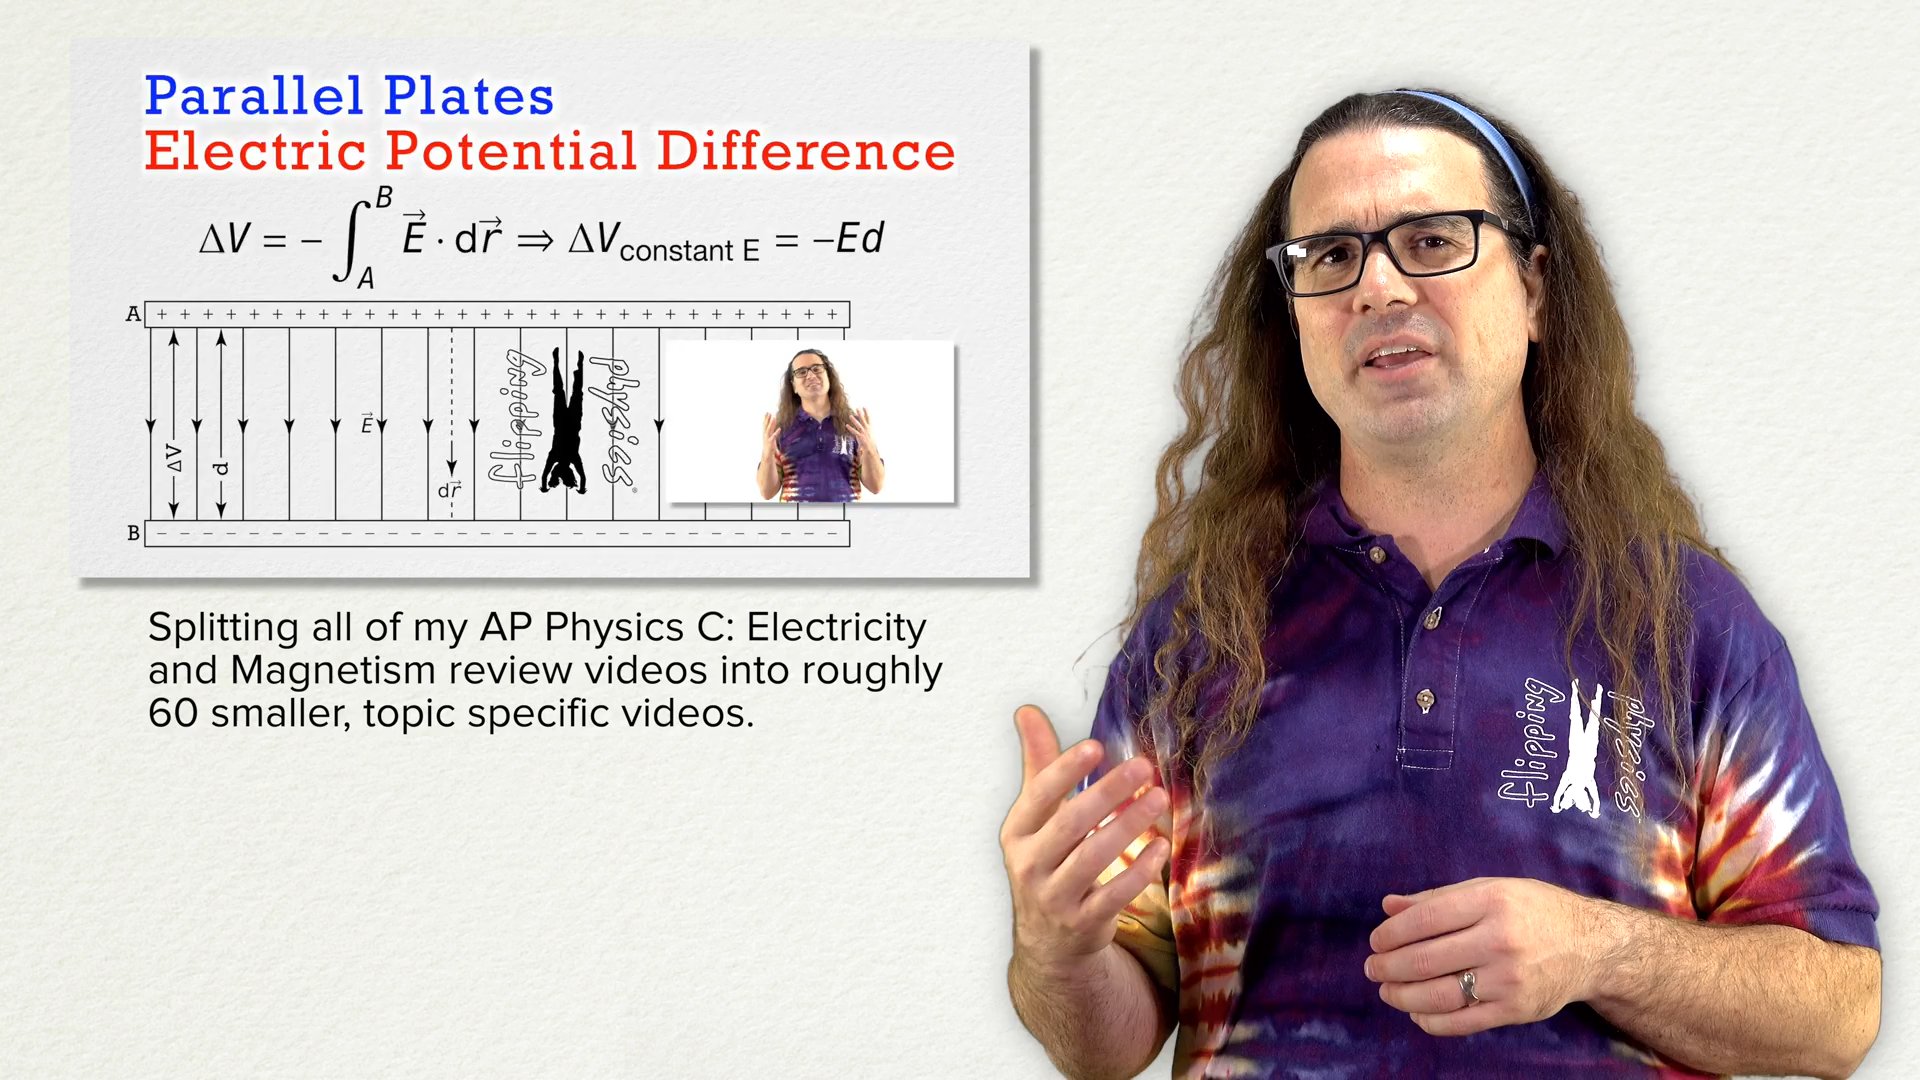 Parallel Plates
Electric Potential Difference
ΔV = −∫_A^B E⃗ · dr⃗ ⇒ ΔV_constant E = −Ed
A + + + + + + + + + + + + + + + + + + + + + + + + + + + + + +
ΔV
d
E⃗
dr⃗
flipping
physics
B − − − − − − − − − − − − − − − − − − − − − − − − − − − − − −
Splitting all of my AP Physics C: Electricity
and Magnetism review videos into roughly
60 smaller, topic specific videos.
flipping
physics